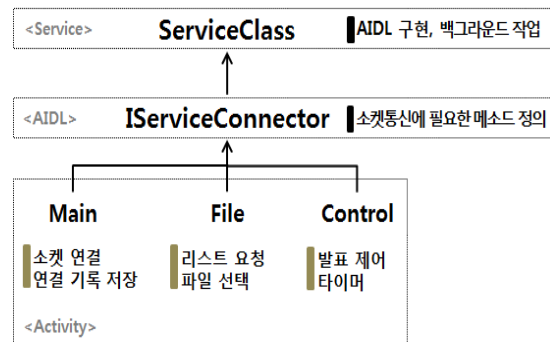 <Service> ServiceClass AIDL 구현, 백그라운드 작업
<AIDL> IServiceConnector 소켓통신에 필요한 메소드 정의
Main File Control
소켓 연결 리스트 요청 발표 제어
연결 기록 저장 파일 선택 타이머
<Activity>